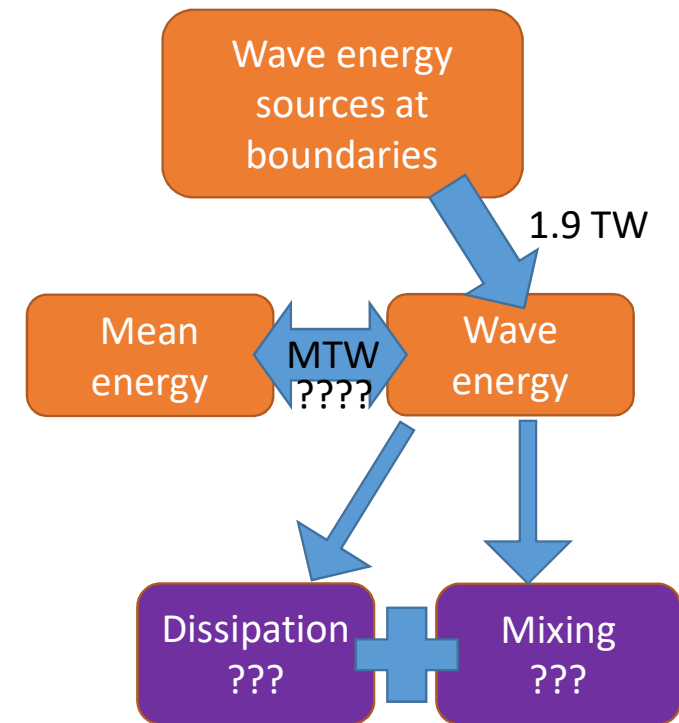 Wave energy
sources at
boundaries
1.9 TW
Mean
energy
MTW
????
Wave
energy
Dissipation
???
Mixing
???